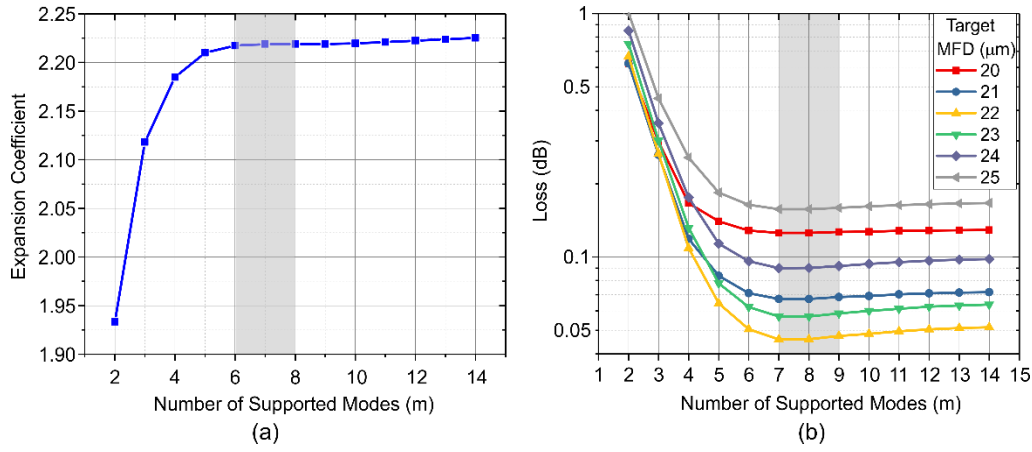 2.25
2.20
2.15
2.10
2.05
2.00
1.95
1.90
Expansion Coefficient
2 4 6 8 10 12 14
Number of Supported Modes (m)
(a)
1
0.5
0.1
0.05
Loss (dB)
Target
MFD (μm)
20
21
22
23
24
25
1 2 3 4 5 6 7 8 9 10 11 12 13 14 15
Number of Supported Modes (m)
(b)